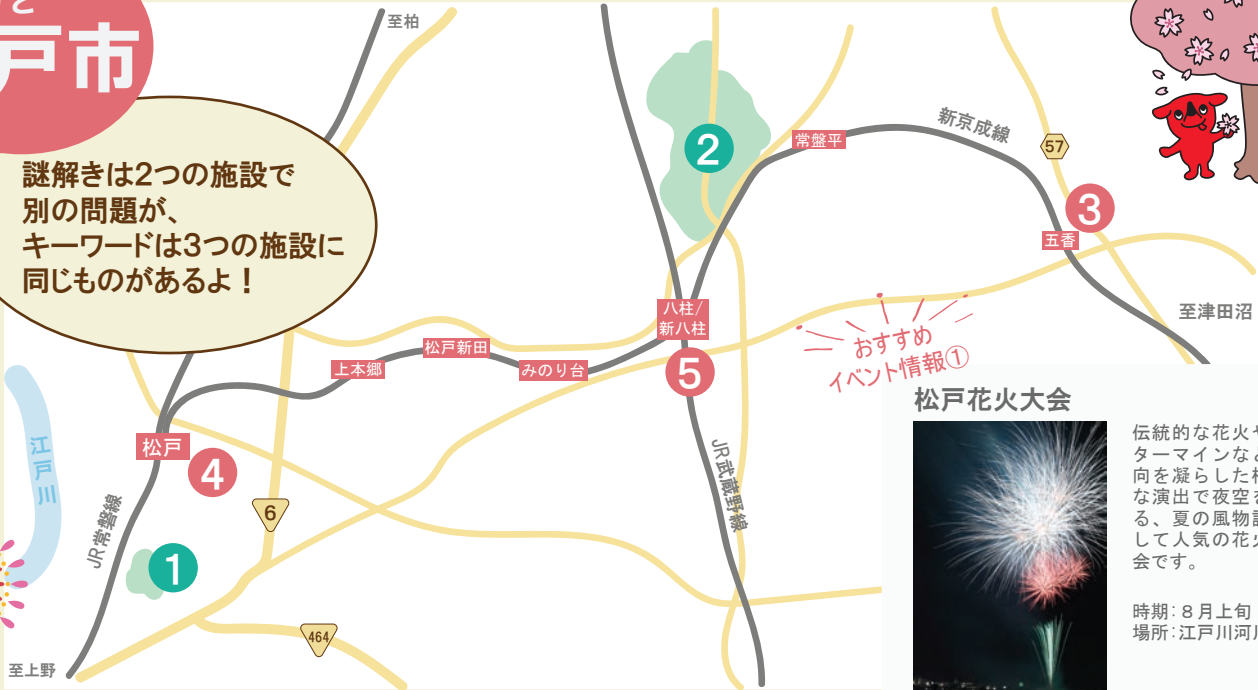 と
戸市
謎解きは2つの施設で
別の問題が、
キーワードは3つの施設に
同じものがあるよ！
至柏
2
常盤平
新京成線
57
3
五香
至津田沼
八柱/
新八柱
5
松戸新田
上本郷
みのり台
おすすめ
イベント情報①
松戸
4
江戸川
JR常磐線
6
1
JR武蔵野線
464
至上野
松戸花火大会
伝統的な花火や
ターマインなど
向を凝らした
な演出で夜空を
る、夏の風物詩
して人気の花火
会です。
時期：８月上旬
場所：江戸川河川